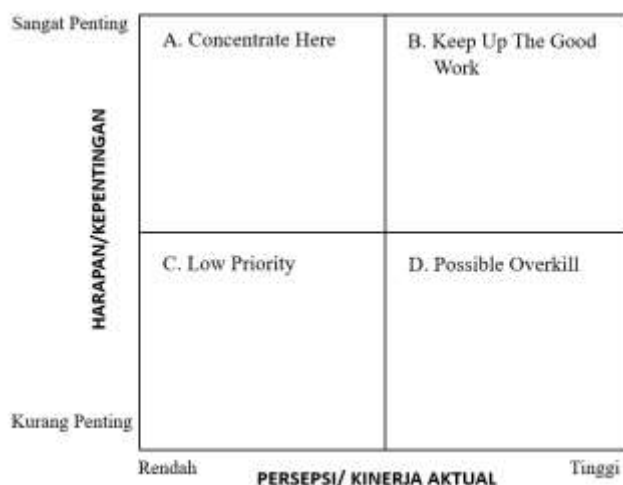 Sangat Penting
A. Concentrate Here
B. Keep Up The Good
Work
HARAPAN/KEPENTINGAN
C. Low Priority
D. Possible Overkill
Kurang Penting
Rendah
PERSEPSI/ KINERJA AKTUAL
Tinggi